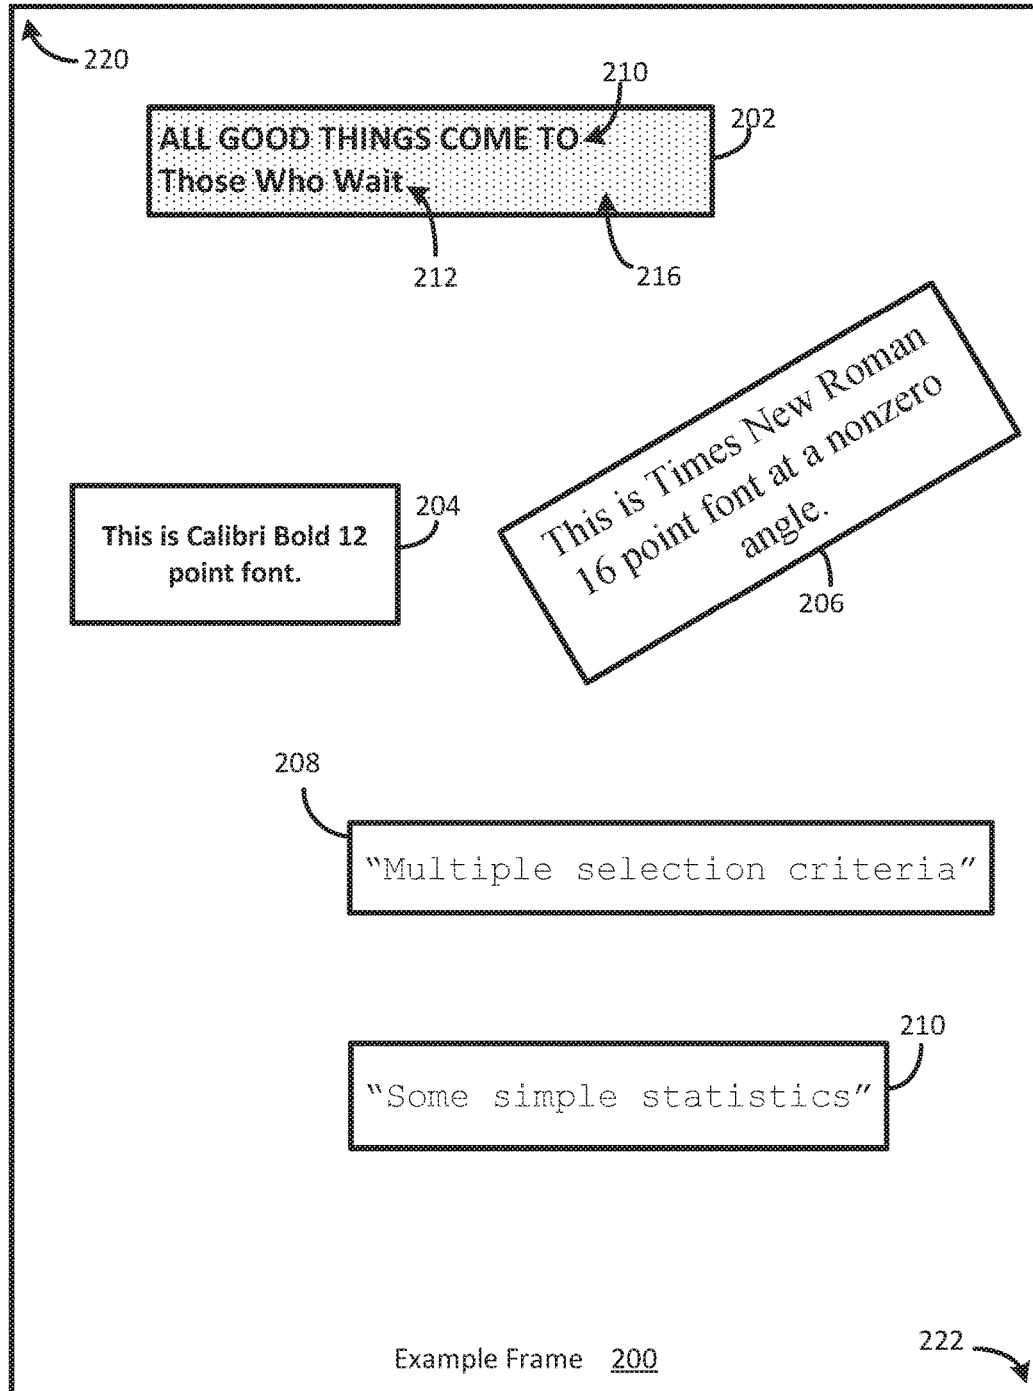 220
210
ALL GOOD THINGS COME TO
202
Those Who Wait
212
216
This is Times New Roman
16 point font at a nonzero
angle.
206
204
This is Calibri Bold 12
point font.
208
“Multiple selection criteria”
210
“Some simple statistics”
222
Example Frame 200